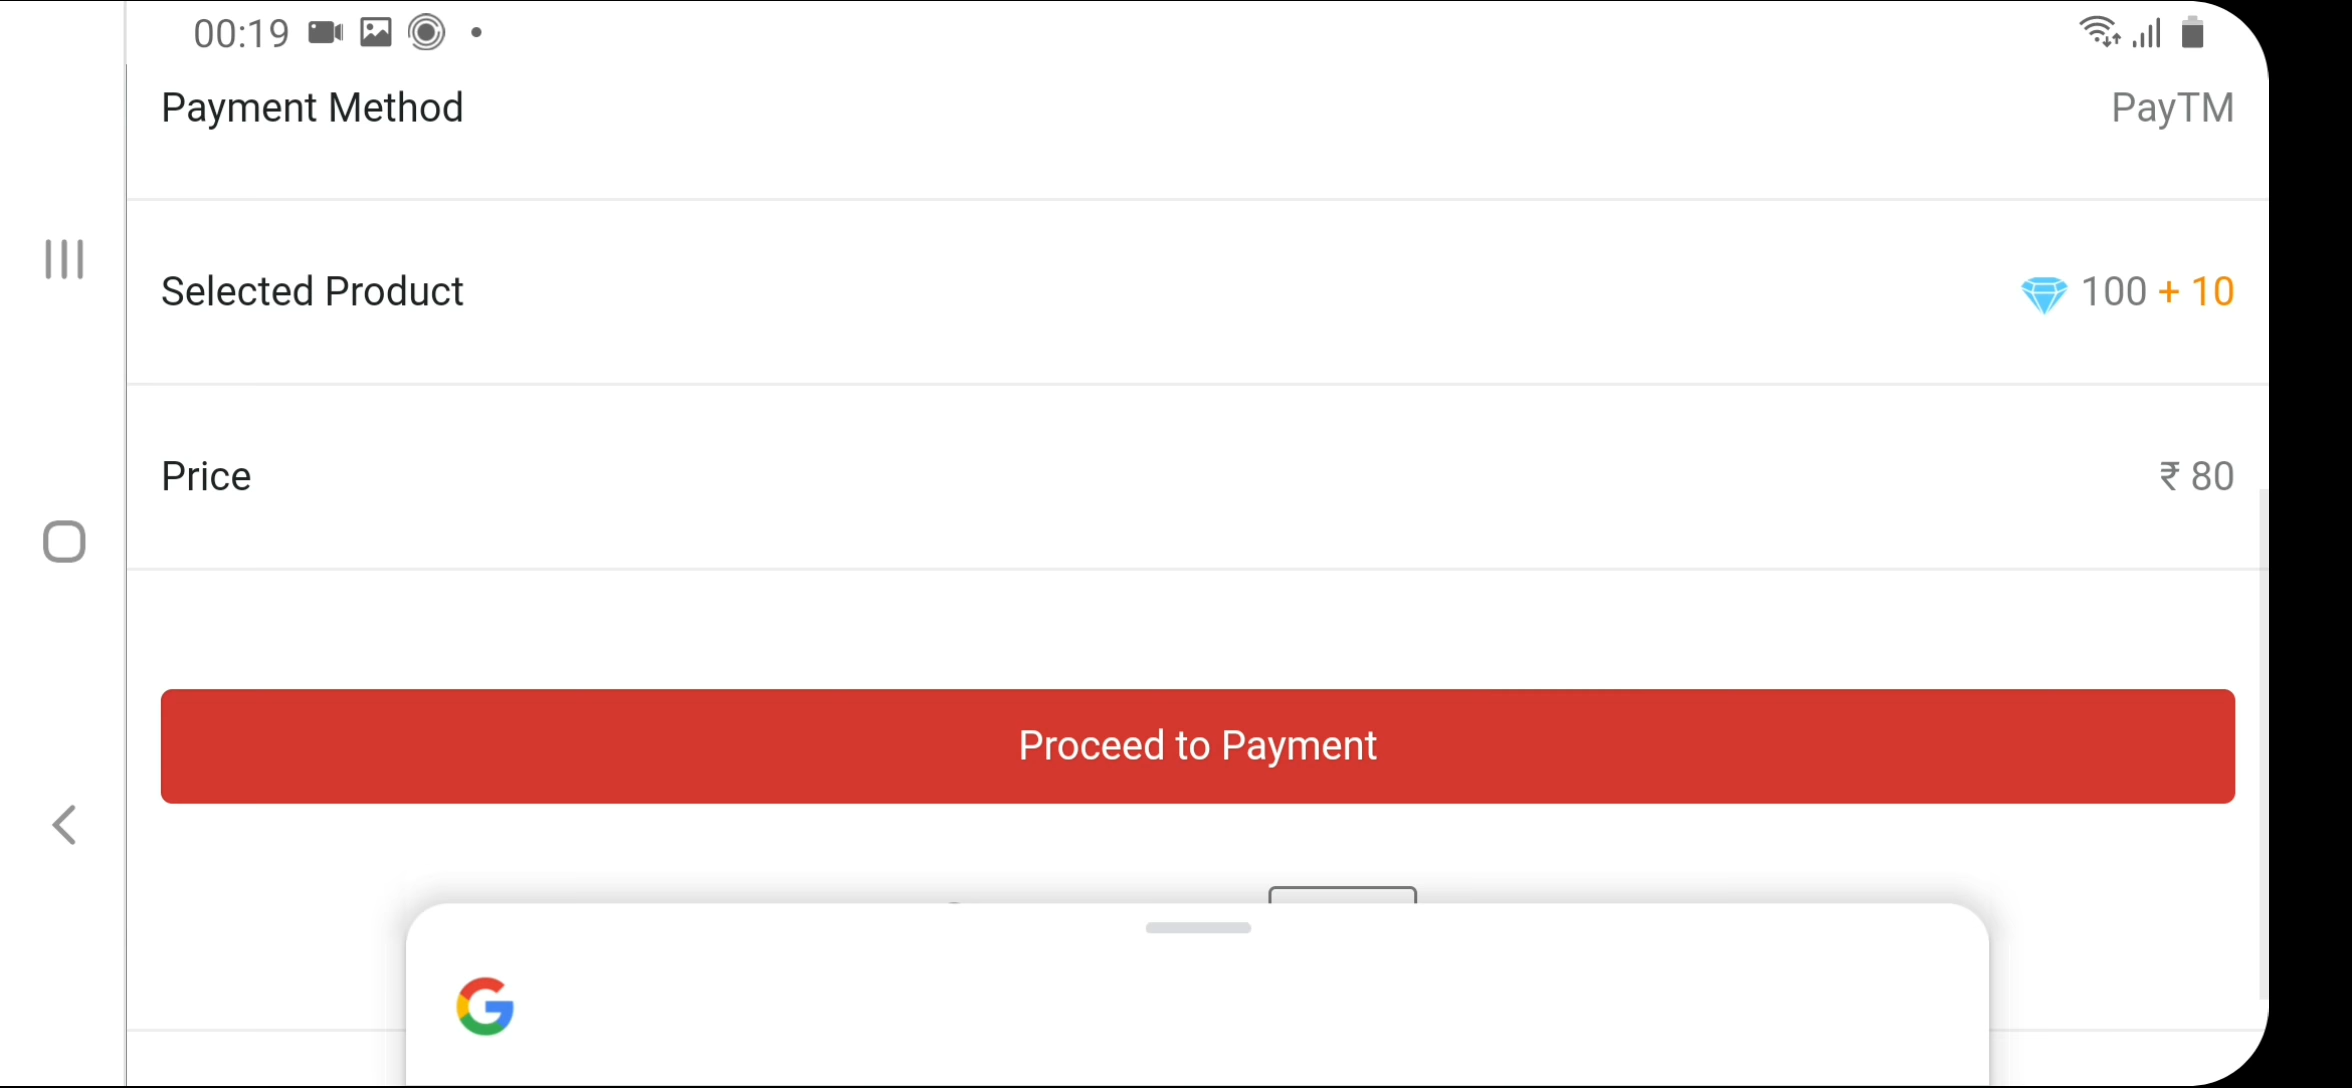 00:19
Payment Method PayTM
Selected Product 100 + 10
Price ₹ 80
Proceed to Payment